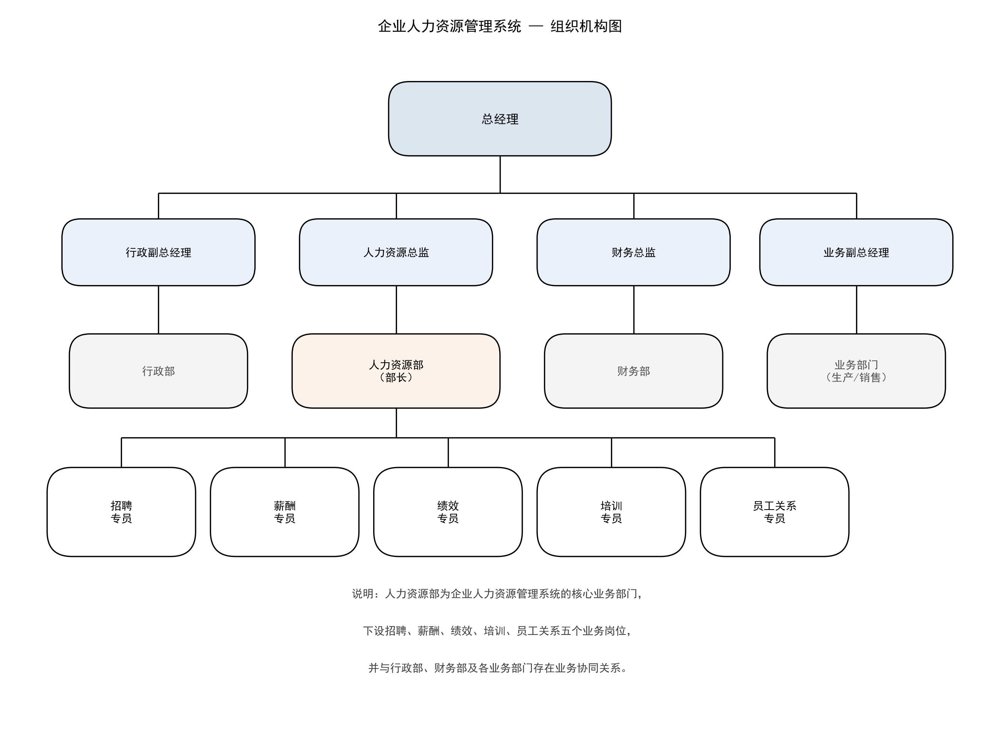 企业人力资源管理系统 — 组织机构图
总经理
行政副总经理
人力资源总监
财务总监
业务副总经理
行政部
人力资源部
（部长）
财务部
业务部门
（生产/销售）
招聘
专员
薪酬
专员
绩效
专员
培训
专员
员工关系
专员
说明：人力资源部为企业人力资源管理系统的核心业务部门，
下设招聘、薪酬、绩效、培训、员工关系五个业务岗位，
并与行政部、财务部及各业务部门存在业务协同关系。